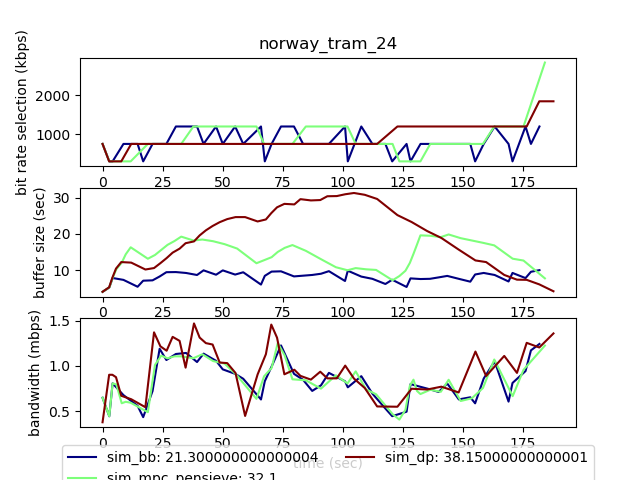 norway_tram_24
bit rate selection (kbps)
2000
1000
0 25 50 75 100 125 150 175
buffer size (sec)
30
20
10
0 25 50 75 100 125 150 175
bandwidth (mbps)
1.5
1.0
0.5
0 25 50 75 100 125 150 175
time (sec)
sim_bb: 21.300000000000004
sim_dp: 38.15000000000001
sim_mpc_pensieve: 32.1